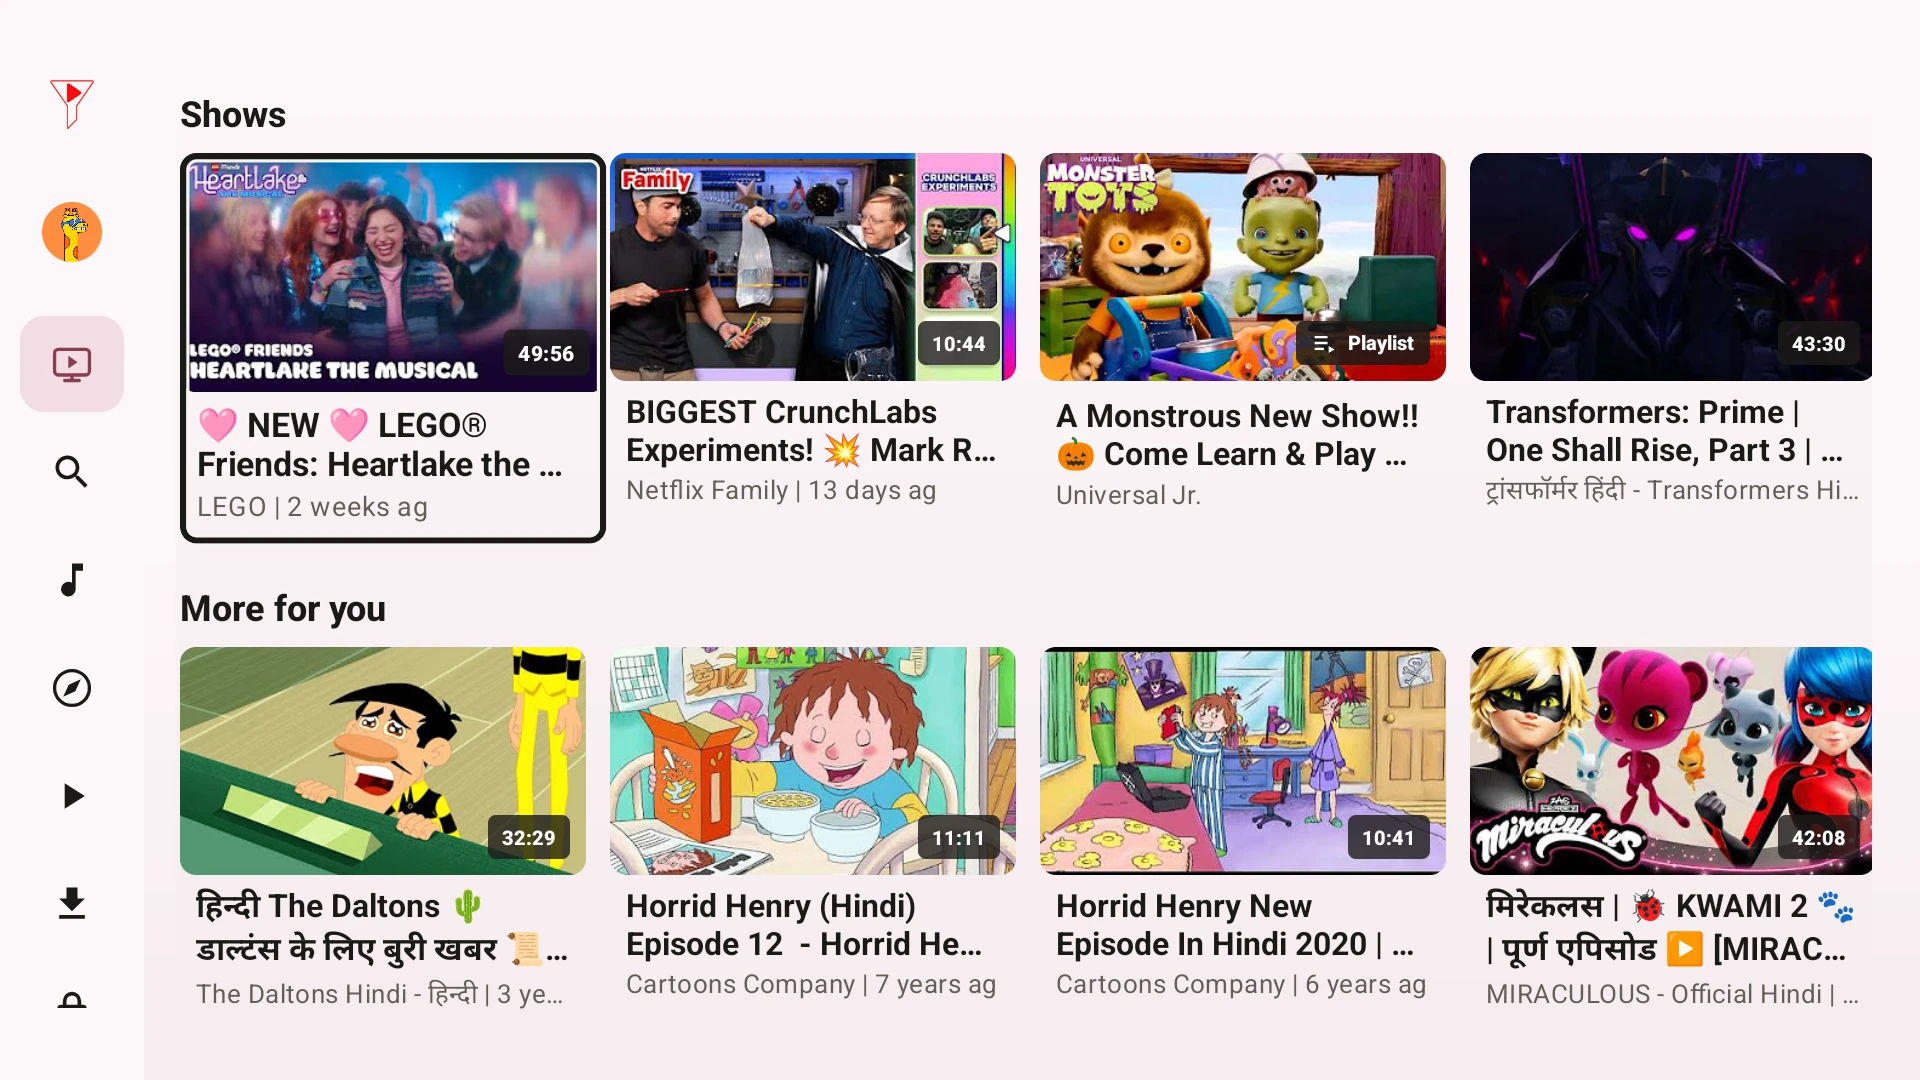 Shows
Heartlake
THE MUSICAL
LEGO® FRIENDS
HEARTLAKE THE MUSICAL
49:56
🩷 NEW 🩷 LEGO®
Friends: Heartlake the ...
LEGO | 2 weeks ag
NETFLIX
Family
CRUNCHLABS
EXPERIMENTS
10:44
BIGGEST CrunchLabs
Experiments! 💥 Mark R...
Netflix Family | 13 days ag
UNIVERSAL
MONSTER
TOYS
Playlist
A Monstrous New Show!!
🎃 Come Learn & Play ...
Universal Jr.
43:30
Transformers: Prime |
One Shall Rise, Part 3 | ...
ट्रांसफॉर्मर हिंदी - Transformers Hi...
More for you
32:29
हिन्दी The Daltons 🌵
डाल्टंस के लिए बुरी खबर 📜...
The Daltons Hindi - हिन्दी | 3 ye...
11:11
Horrid Henry (Hindi)
Episode 12 - Horrid He...
Cartoons Company | 7 years ag
10:41
Horrid Henry New
Episode In Hindi 2020 | ...
Cartoons Company | 6 years ag
Miraculous
42:08
मिरेकलस | 🐞 KWAMI 2 🐾
| पूर्ण एपिसोड ▶️ [MIRAC...
MIRACULOUS - Official Hindi | ...